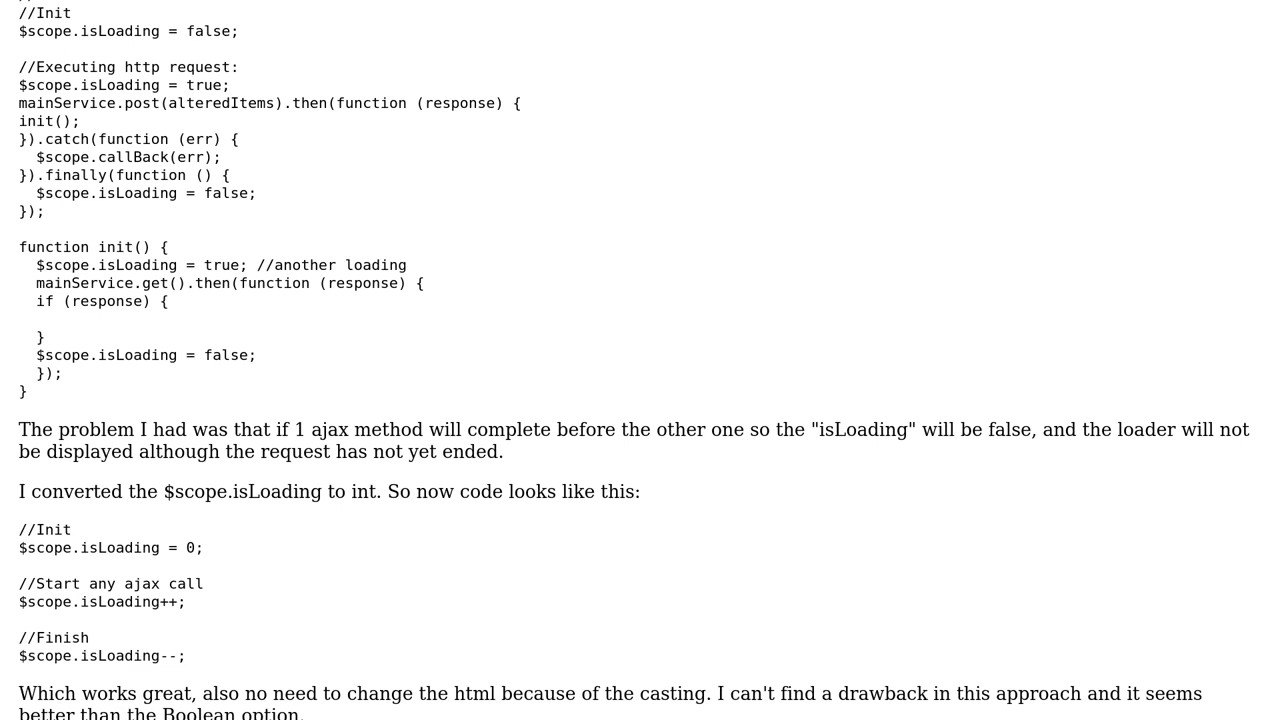 //Init
$scope.isLoading = false;

//Executing http request:
$scope.isLoading = true;
mainService.post(alteredItems).then(function (response) {
init();
}).catch(function (err) {
  $scope.callBack(err);
}).finally(function () {
  $scope.isLoading = false;
});

function init() {
  $scope.isLoading = true; //another loading
  mainService.get().then(function (response) {
  if (response) {

  }
  $scope.isLoading = false;
  });
}

The problem I had was that if 1 ajax method will complete before the other one so the "isLoading" will be false, and the loader will not
be displayed although the request has not yet ended.

I converted the $scope.isLoading to int. So now code looks like this:

//Init
$scope.isLoading = 0;

//Start any ajax call
$scope.isLoading++;

//Finish
$scope.isLoading--;

Which works great, also no need to change the html because of the casting. I can't find a drawback in this approach and it seems
better than the Boolean option.